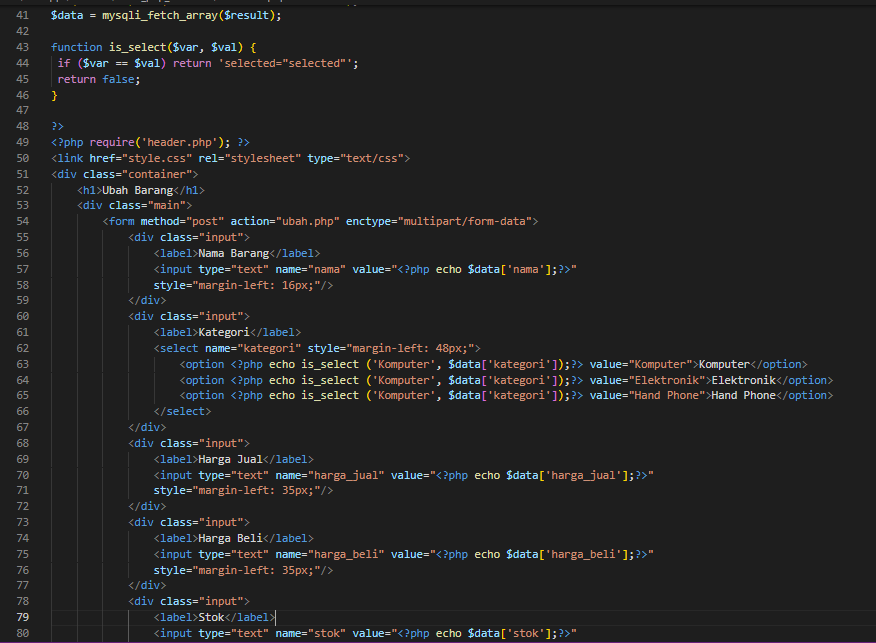 41 $data = mysqli_fetch_array($result);
42
43 function is_select($var, $val) {
44 if ($var == $val) return 'selected="selected"';
45 return false;
46 }
47
48 ?>
49 <?php require('header.php'); ?>
50 <link href="style.css" rel="stylesheet" type="text/css">
51 <div class="container">
52 <h1>Ubah Barang</h1>
53 <div class="main">
54 <form method="post" action="ubah.php" enctype="multipart/form-data">
55 <div class="input">
56 <label>Nama Barang</label>
57 <input type="text" name="nama" value="<?php echo $data['nama'];?>"
58 style="margin-left: 16px;"/>
59 </div>
60 <div class="input">
61 <label>Kategori</label>
62 <select name="kategori" style="margin-left: 48px;">
63 <option <?php echo is_select ('Komputer', $data['kategori']);?> value="Komputer">Komputer</option>
64 <option <?php echo is_select ('Komputer', $data['kategori']);?> value="Elektronik">Elektronik</option>
65 <option <?php echo is_select ('Komputer', $data['kategori']);?> value="Hand Phone">Hand Phone</option>
66 </select>
67 </div>
68 <div class="input">
69 <label>Harga Jual</label>
70 <input type="text" name="harga_jual" value="<?php echo $data['harga_jual'];?>"
71 style="margin-left: 35px;"/>
72 </div>
73 <div class="input">
74 <label>Harga Beli</label>
75 <input type="text" name="harga_beli" value="<?php echo $data['harga_beli'];?>"
76 style="margin-left: 35px;"/>
77 </div>
78 <div class="input">
79 <label>Stok</label>
80 <input type="text" name="stok" value="<?php echo $data['stok'];?>"